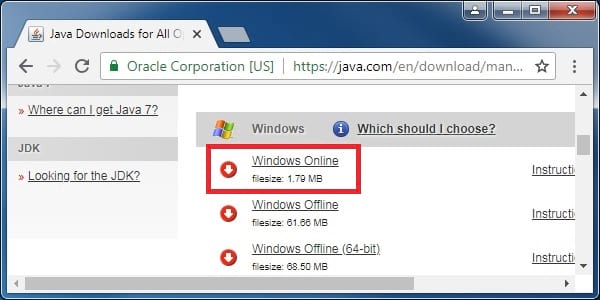 Java Downloads for All Op
Oracle Corporation [US] https://java.com/en/download/man...
» Where can I get Java 7?
JDK
» Looking for the JDK?
Windows Which should I choose?
Windows Online
filesize: 1.79 MB
Instructi
Windows Offline
filesize: 61.66 MB
Instructi
Windows Offline (64-bit)
filesize: 68.50 MB
Instructi